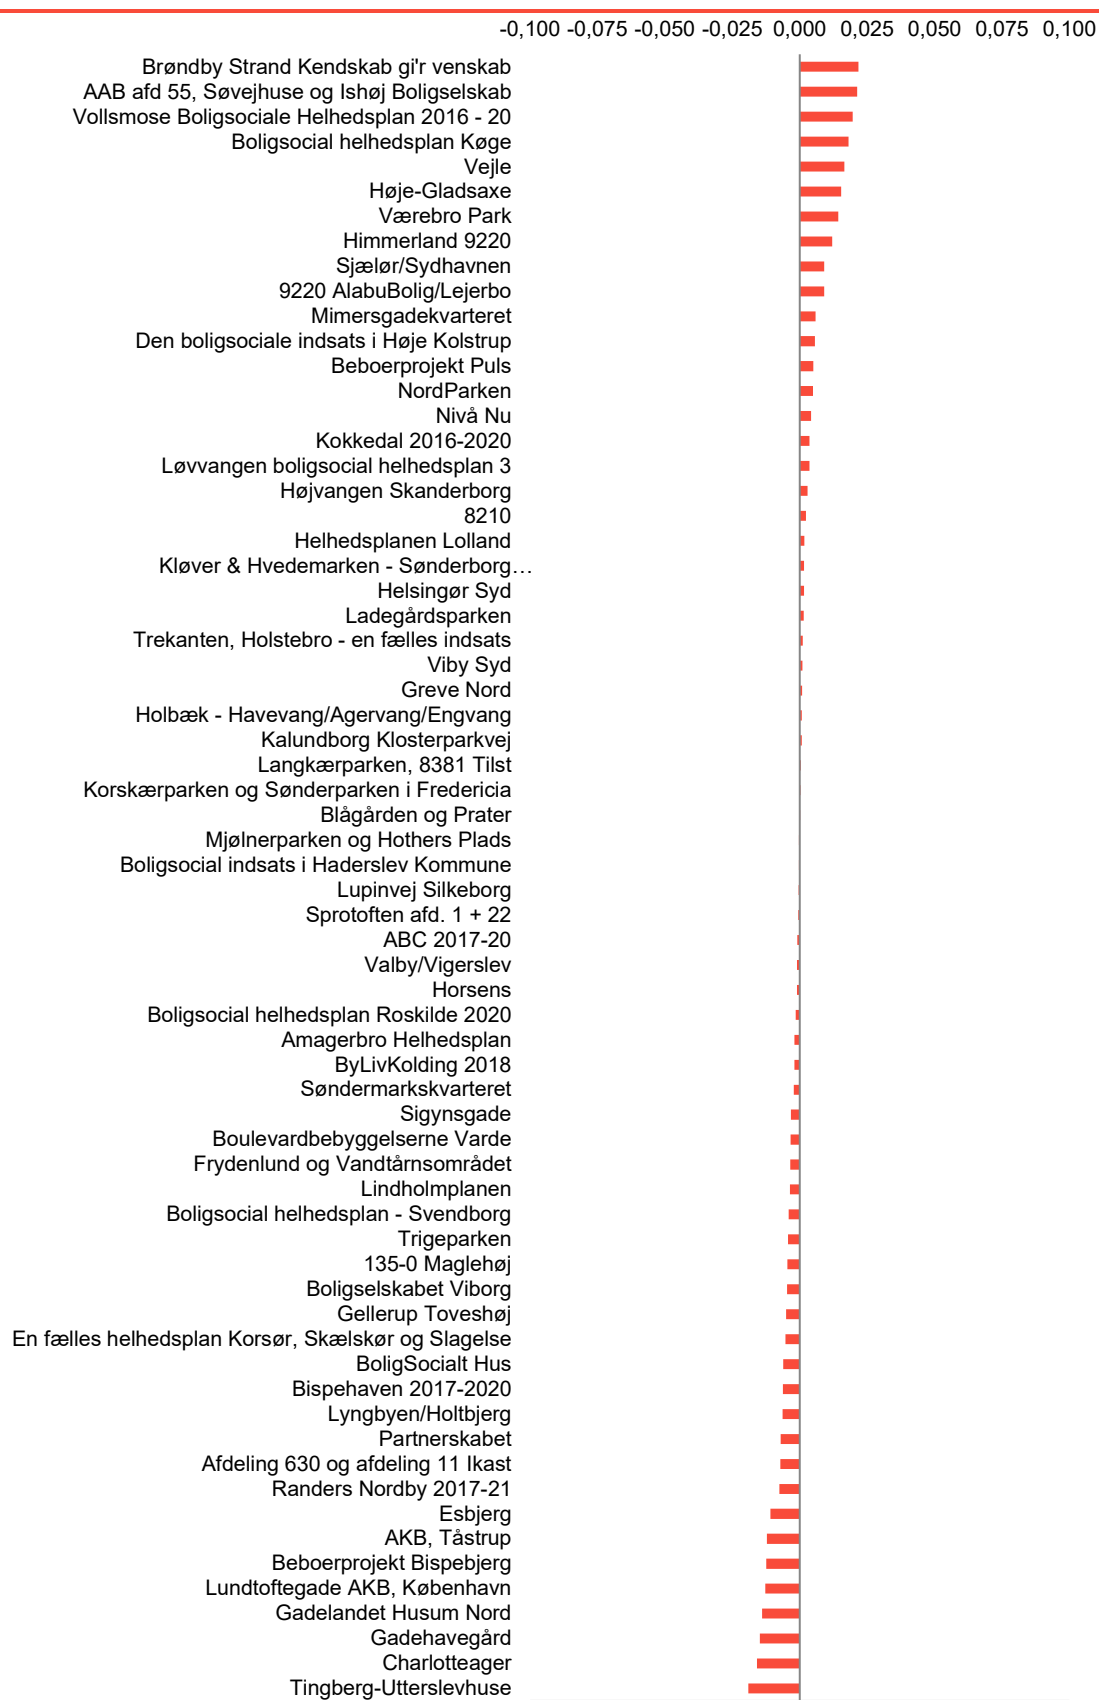 -0,100 -0,075 -0,050 -0,025 0,000 0,025 0,050 0,075 0,100
Brøndby Strand Kendskab gi'r venskab
AAB afd 55, Søvejhuse og Ishøj Boligselskab
Vollsmose Boligsociale Helhedsplan 2016 - 20
Boligsocial helhedsplan Køge
Vejle
Høje-Gladsaxe
Værebro Park
Himmerland 9220
Sjælør/Sydhavnen
9220 AlabuBolig/Lejerbo
Mimersgadekvarteret
Den boligsociale indsats i Høje Kolstrup
Beboerprojekt Puls
NordParken
Nivå Nu
Kokkedal 2016-2020
Løvvangen boligsocial helhedsplan 3
Højvangen Skanderborg
8210
Helhedsplanen Lolland
Kløver & Hvedemarken - Sønderborg…
Helsingør Syd
Ladegårdsparken
Trekanten, Holstebro - en fælles indsats
Viby Syd
Greve Nord
Holbæk - Havevang/Agervang/Engvang
Kalundborg Klosterparkvej
Langkærparken, 8381 Tilst
Korskærparken og Sønderparken i Fredericia
Blågården og Prater
Mjølnerparken og Hothers Plads
Boligsocial indsats i Haderslev Kommune
Lupinvej Silkeborg
Sprotoften afd. 1 + 22
ABC 2017-20
Valby/Vigerslev
Horsens
Boligsocial helhedsplan Roskilde 2020
Amagerbro Helhedsplan
ByLivKolding 2018
Søndermarkskvarteret
Sigynsgade
Boulevardbebyggelserne Varde
Frydenlund og Vandtårnsområdet
Lindholmplanen
Boligsocial helhedsplan - Svendborg
Trigeparken
135-0 Maglehøj
Boligselskabet Viborg
Gellerup Toveshøj
En fælles helhedsplan Korsør, Skælskør og Slagelse
BoligSocialt Hus
Bispehaven 2017-2020
Lyngbyen/Holtbjerg
Partnerskabet
Afdeling 630 og afdeling 11 Ikast
Randers Nordby 2017-21
Esbjerg
AKB, Tåstrup
Beboerprojekt Bispebjerg
Lundtoftegade AKB, København
Gadelandet Husum Nord
Gadehavegård
Charlotteager
Tingberg-Utterslevhuse